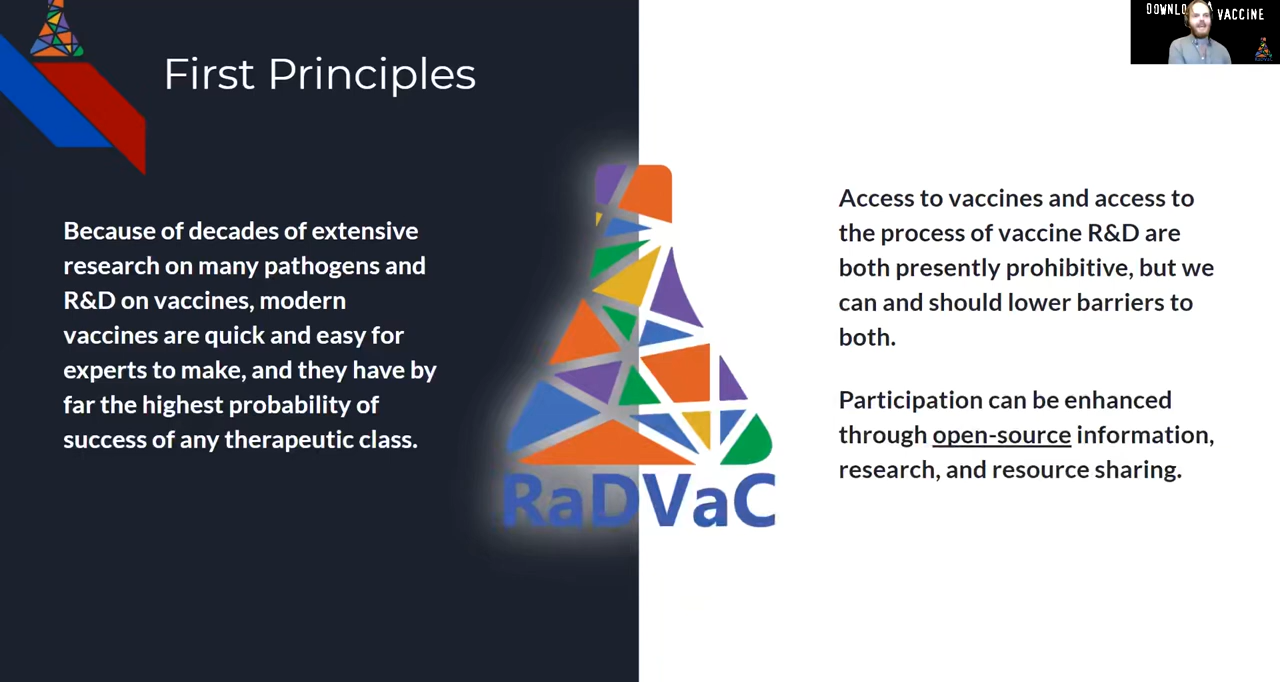 First Principles
Because of decades of extensive
research on many pathogens and
R&D on vaccines, modern
vaccines are quick and easy for
experts to make, and they have by
far the highest probability of
success of any therapeutic class.
RaDVaC
Access to vaccines and access to
the process of vaccine R&D are
both presently prohibitive, but we
can and should lower barriers to
both.
Participation can be enhanced
through open-source information,
research, and resource sharing.
VACCINE